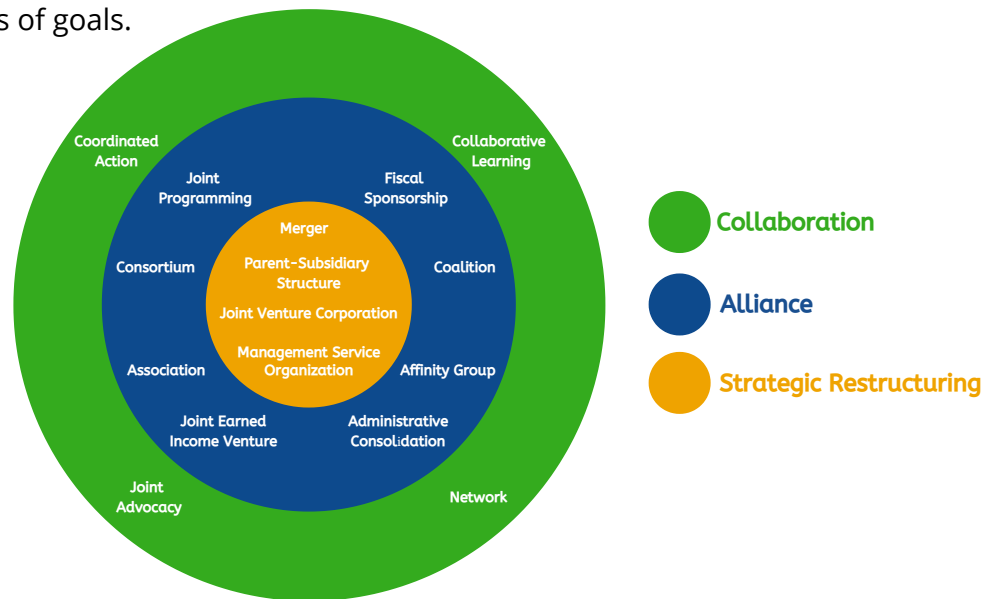 s of goals.
Coordinated
Action
Collaborative
Learning
Joint
Programming
Fiscal
Sponsorship
Merger
Consortium
Parent-Subsidiary
Structure
Coalition
Joint Venture Corporation
Management Service
Organization
Association
Affinity Group
Joint Earned
Income Venture
Administrative
Consolidation
Joint
Advocacy
Network
Collaboration
Alliance
Strategic Restructuring